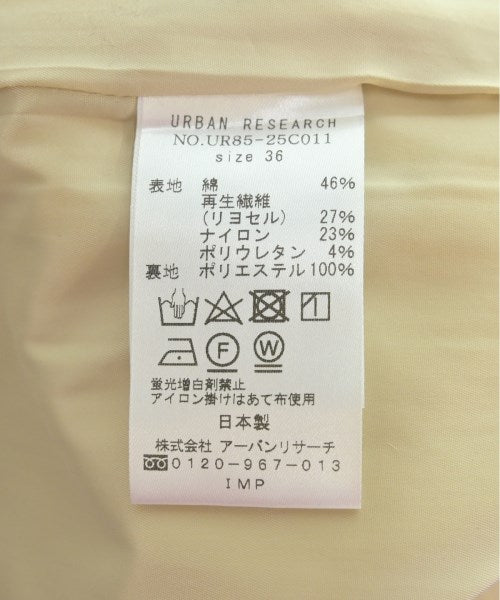 URBAN RESEARCH
NO.UR85-25C011
size 36
表地 綿 46%
再生繊維
(リヨセル) 27%
ナイロン 23%
ポリウレタン 4%
裏地 ポリエステル 100%
F W
蛍光増白剤禁止
アイロン掛けはあて布使用
日本製
株式会社 アーバンリサーチ
0120-967-013
IMP